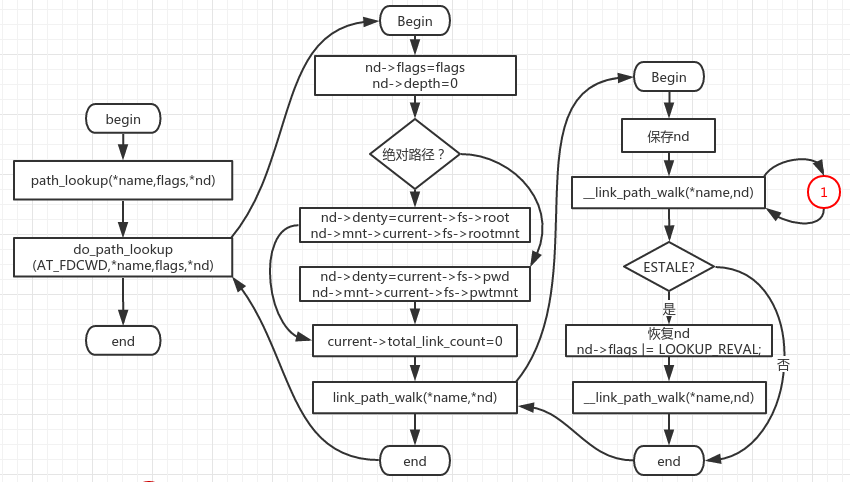 begin
path_lookup(*name,flags,*nd)
do_path_lookup
(AT_FDCWD,*name,flags,*nd)
end
Begin
nd->flags=flags
nd->depth=0
绝对路径？
nd->denty=current->fs->root
nd->mnt->current->fs->rootmnt
nd->denty=current->fs->pwd
nd->mnt->current->fs->pwtmnt
current->total_link_count=0
link_path_walk(*name,*nd)
end
Begin
保存nd
__link_path_walk(*name,nd)
1
ESTALE?
是
否
恢复nd
nd->flags |= LOOKUP_REVAL;
__link_path_walk(*name,nd)
end